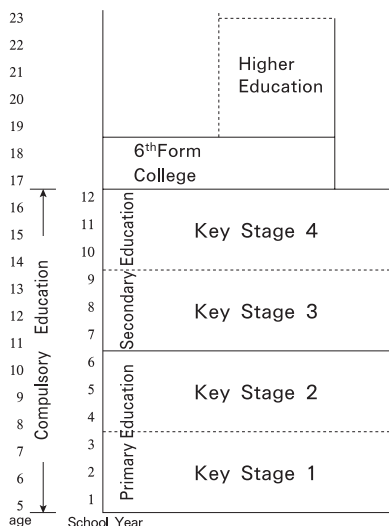 23
22
21
20
19
18
17
16
15
14
13
12
11
10
9
8
7
6
5
age
Compulsory Education
12
11
10
9
8
7
6
5
4
3
2
1
School Year
Secondary Education
Primary Education
Higher
Education
6thForm
College
Key Stage 4
Key Stage 3
Key Stage 2
Key Stage 1